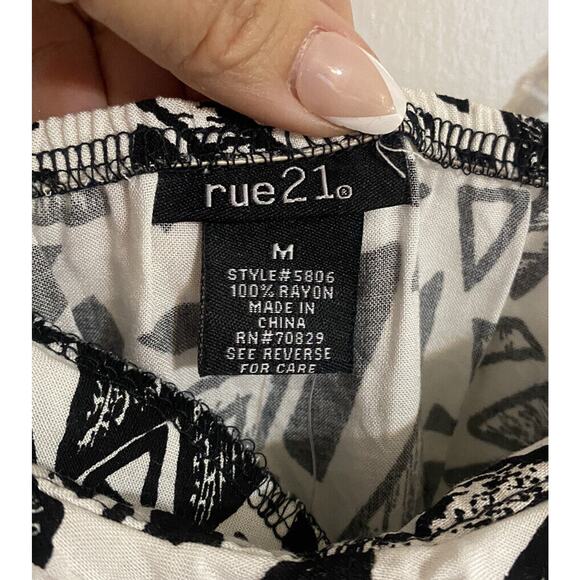 rue21®
M
STYLE#5806
100% RAYON
MADE IN
CHINA
RN#70829
SEE REVERSE
FOR CARE